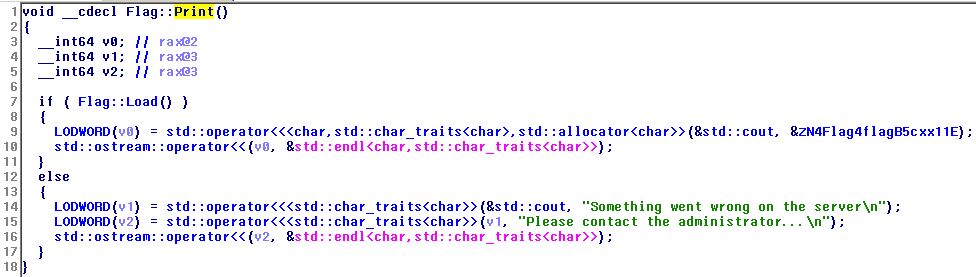 1 void __cdecl Flag::Print()
2 {
3 __int64 v0; // rax@2
4 __int64 v1; // rax@3
5 __int64 v2; // rax@3
6
7 if ( Flag::Load() )
8 {
9 LODWORD(v0) = std::operator<<<char,std::char_traits<char>,std::allocator<char>>(&std::cout, &zN4Flag4flagB5cxx11E);
10 std::ostream::operator<<(v0, &std::endl<char,std::char_traits<char>>);
11 }
12 else
13 {
14 LODWORD(v1) = std::operator<<<std::char_traits<char>>(&std::cout, "Something went wrong on the server\n");
15 LODWORD(v2) = std::operator<<<std::char_traits<char>>(v1, "Please contact the administrator...\n");
16 std::ostream::operator<<(v2, &std::endl<char,std::char_traits<char>>);
17 }
18 }